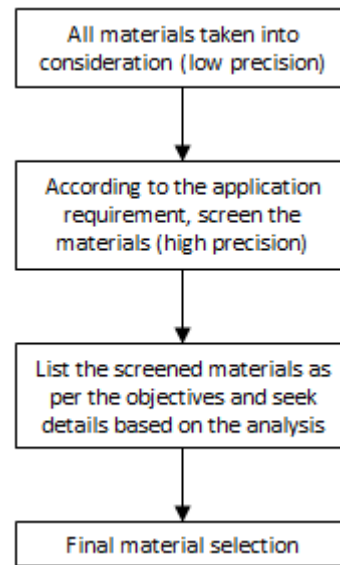 All materials taken into
consideration (low precision)
According to the application
requirement, screen the
materials (high precision)
List the screened materials as
per the objectives and seek
details based on the analysis
Final material selection